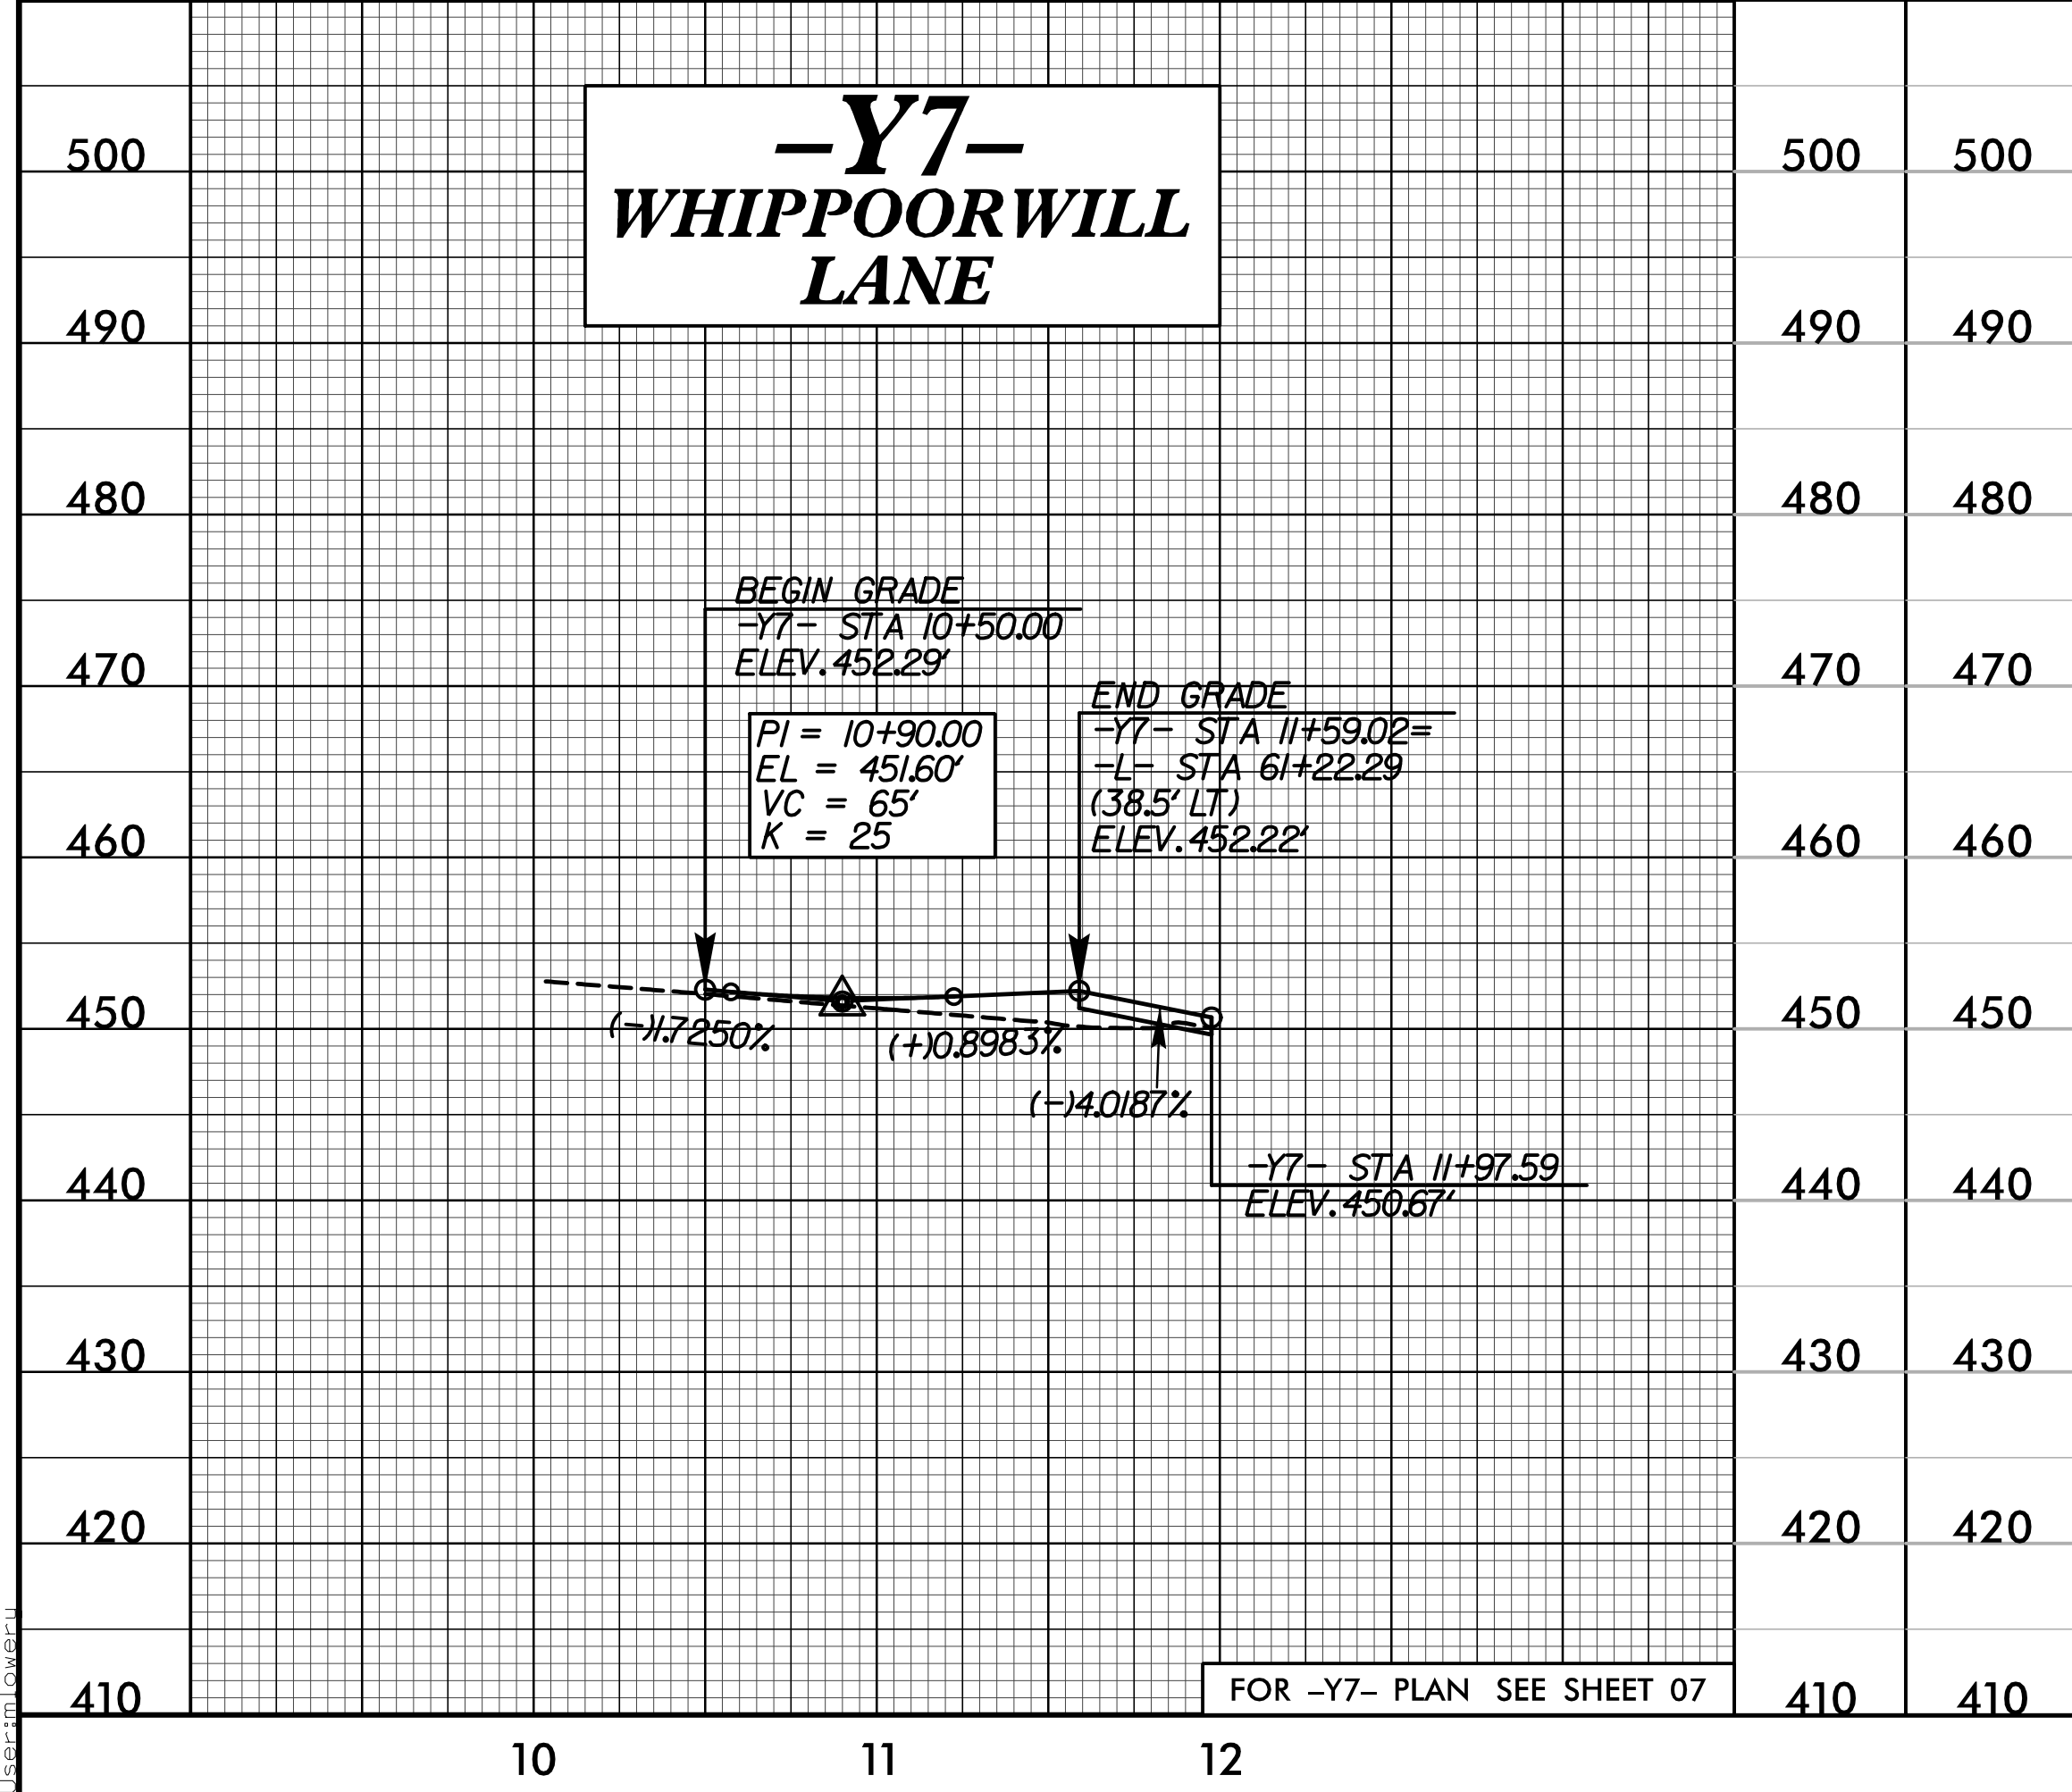 –Y7–
WHIPPOORWILL
LANE
500 500 500
490 490 490
480 480 480
BEGIN GRADE
-Y7- STA 10+50.00
ELEV. 452.29'
470 470 470
END GRADE
-Y7- STA 11+59.02=
-L- STA 61+22.29
(38.5' LT)
ELEV. 452.22'
PI = 10+90.00
EL = 451.60'
VC = 65'
K = 25
460 460 460
450 450 450
(-)1.7250%
(+)0.8983%
(-)4.0187%
-Y7- STA 11+97.59
ELEV. 450.67'
440 440 440
430 430 430
420 420 420
FOR –Y7– PLAN SEE SHEET 07
410 410 410
10 11 12